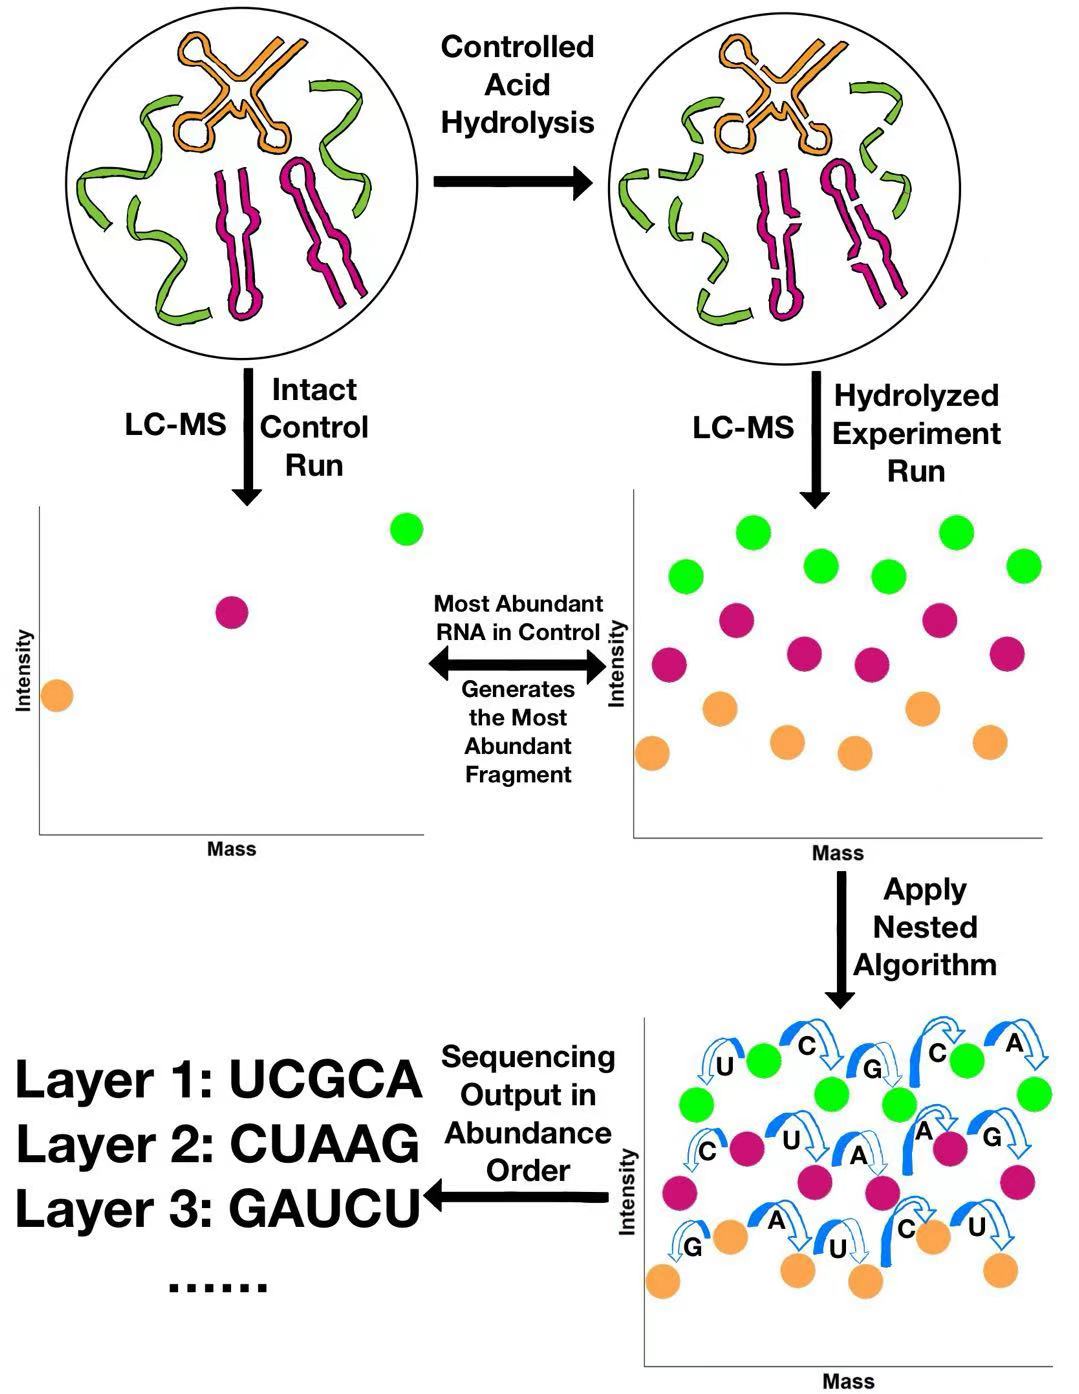 Controlled
Acid
Hydrolysis
LC-MS
Intact
Control
Run
LC-MS
Hydrolyzed
Experiment
Run
Intensity
Mass
Most Abundant
RNA in Control
Generates
the Most
Abundant
Fragment
Intensity
Mass
Apply
Nested
Algorithm
Layer 1: UCGCA
Layer 2: CUAAG
Layer 3: GAUCU
......
Sequencing
Output in
Abundance
Order
Intensity
U C G C A
C U A A G
G A U C U
Mass